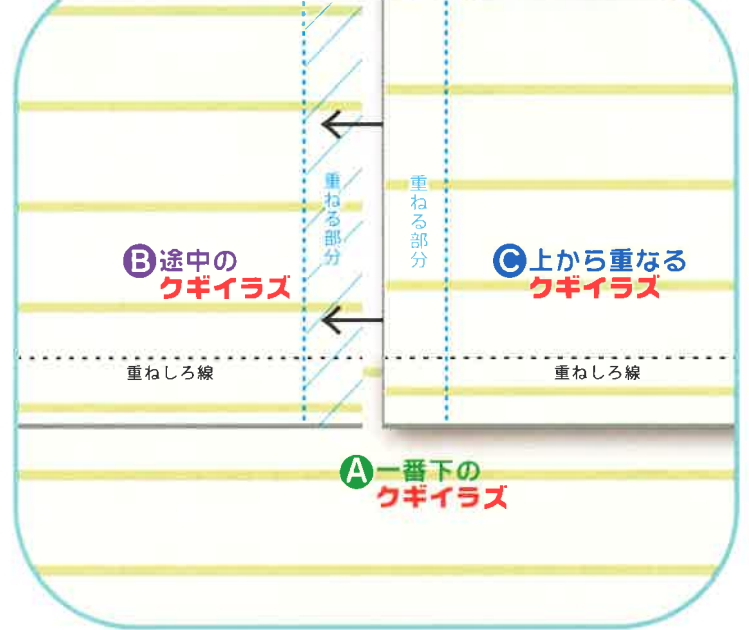 重ねる部分
重ねる部分
B途中の
クギイラズ
C上から重なる
クギイラズ
重ねしろ線
重ねしろ線
A一番下の
クギイラズ